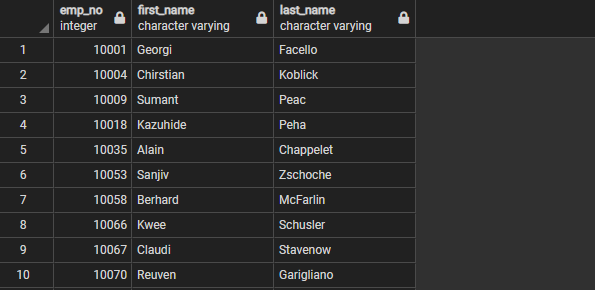 emp_no first_name last_name
integer character varying character varying
1 10001 Georgi Facello
2 10004 Chirstian Koblick
3 10009 Sumant Peac
4 10018 Kazuhide Peha
5 10035 Alain Chappelet
6 10053 Sanjiv Zschoche
7 10058 Berhard McFarlin
8 10066 Kwee Schusler
9 10067 Claudi Stavenow
10 10070 Reuven Garigliano